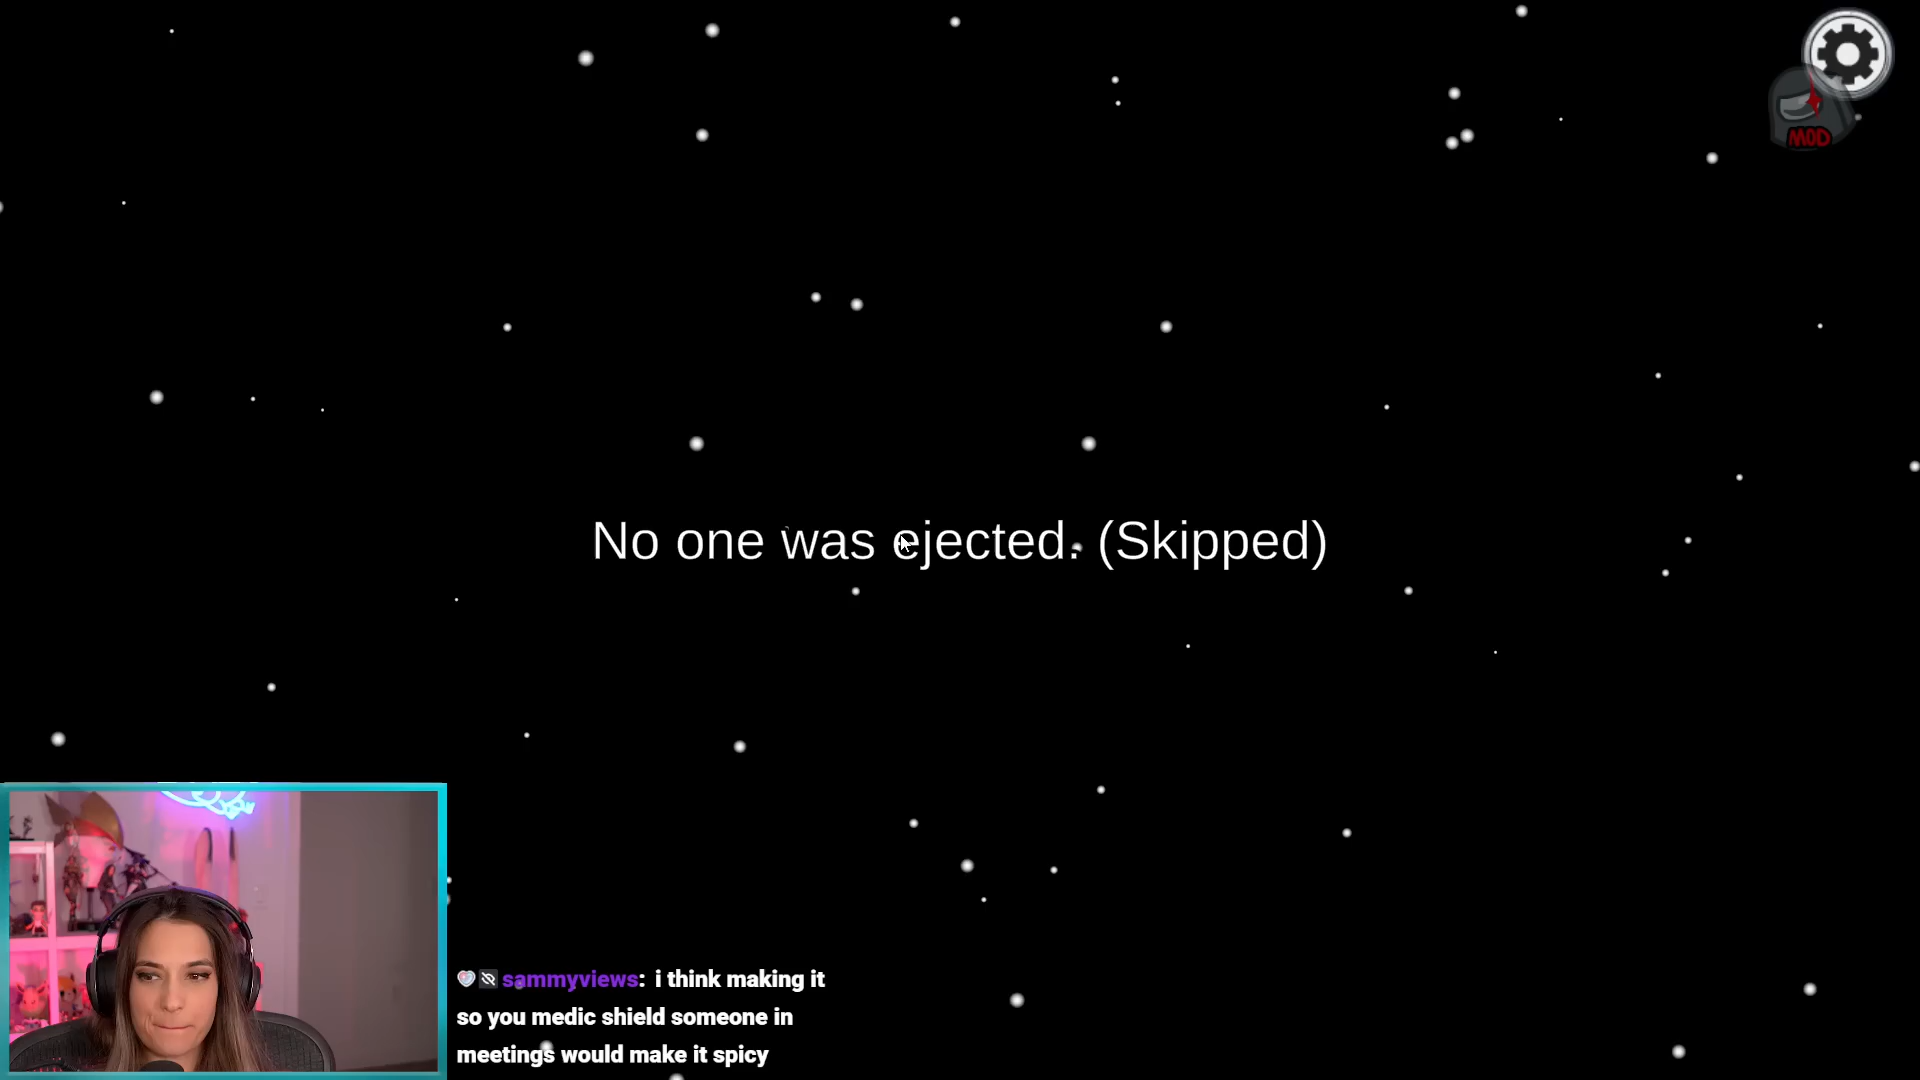 MOD
No one was ejected. (Skipped)
sammyviews: i think making it
so you medic shield someone in
meetings would make it spicy